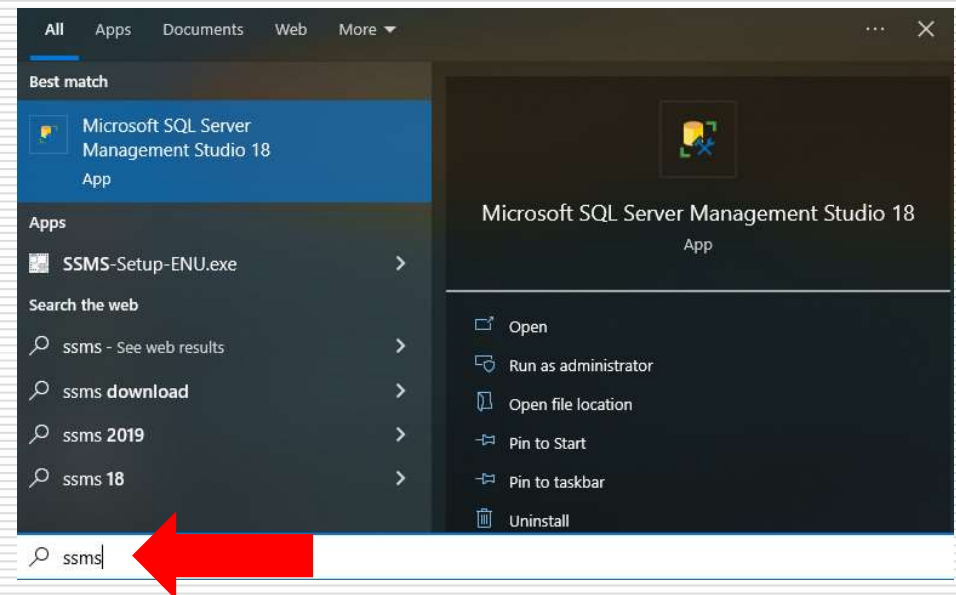 All Apps Documents Web More
Best match
Microsoft SQL Server
Management Studio 18
App
Apps
SSMS-Setup-ENU.exe
Search the web
ssms - See web results
ssms download
ssms 2019
ssms 18
Microsoft SQL Server Management Studio 18
App
Open
Run as administrator
Open file location
Pin to Start
Pin to taskbar
Uninstall
ssms